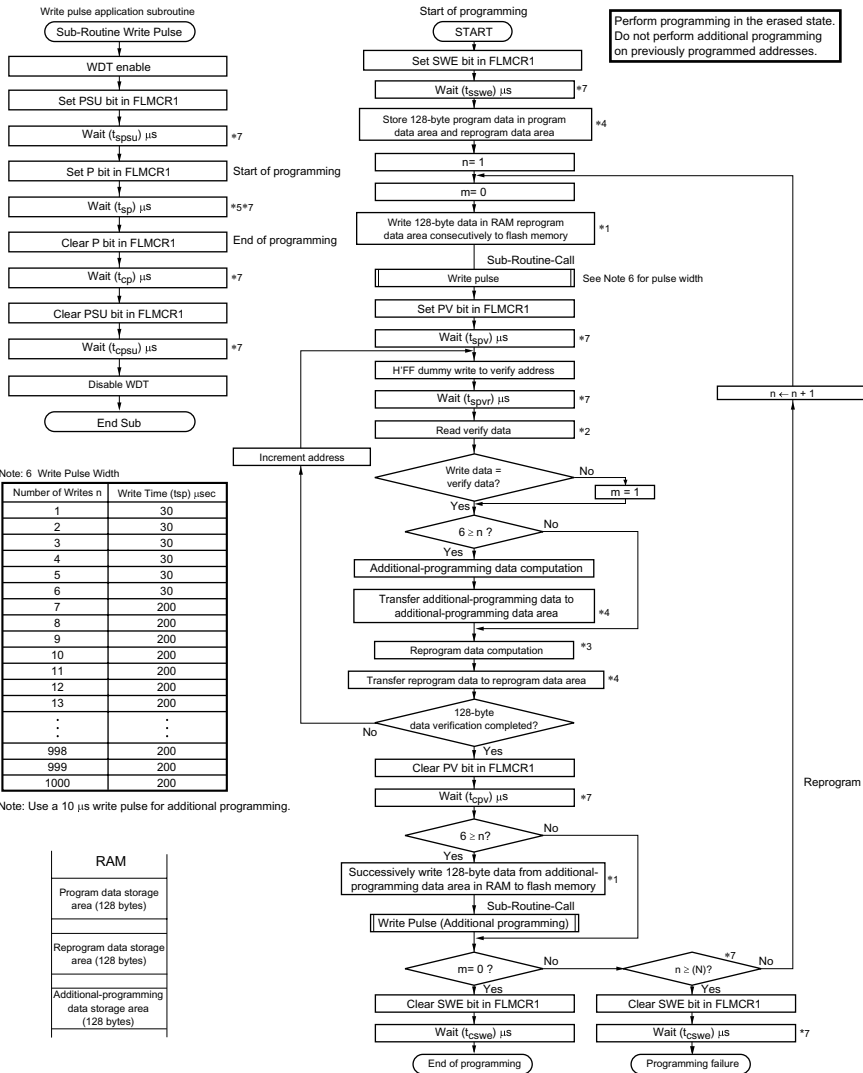 Write pulse application subroutine
Sub-Routine Write Pulse
WDT enable
Set PSU bit in FLMCR1
Wait (tspsu) μs
*7
Set P bit in FLMCR1
Start of programming
Wait (tsp) μs
*5*7
Clear P bit in FLMCR1
End of programming
Wait (tcp) μs
*7
Clear PSU bit in FLMCR1
Wait (tcpsu) μs
*7
Disable WDT
End Sub
Note: 6 Write Pulse Width
Number of Writes n Write Time (tsp) μsec
1 30
2 30
3 30
4 30
5 30
6 30
7 200
8 200
9 200
10 200
11 200
12 200
13 200
998 200
999 200
1000 200
Note: Use a 10 μs write pulse for additional programming.
RAM
Program data storage
area (128 bytes)
Reprogram data storage
area (128 bytes)
Additional-programming
data storage area
(128 bytes)
Start of programming
START
Set SWE bit in FLMCR1
Wait (tsswe) μs
*7
Store 128-byte program data in program
data area and reprogram data area
*4
n= 1
m= 0
Write 128-byte data in RAM reprogram
data area consecutively to flash memory
*1
Sub-Routine-Call
Write pulse
See Note 6 for pulse width
Set PV bit in FLMCR1
Wait (tspv) μs
*7
H'FF dummy write to verify address
Wait (tspvr) μs
*7
Read verify data
*2
Increment address
Write data =
verify data?
No
m = 1
Yes
6 ≥ n ?
No
Yes
Additional-programming data computation
Transfer additional-programming data to
additional-programming data area
*4
Reprogram data computation
*3
Transfer reprogram data to reprogram data area
*4
128-byte
data verification completed?
No
Yes
Clear PV bit in FLMCR1
Wait (tcpv) μs
*7
6 ≥ n?
No
Yes
Successively write 128-byte data from additional-
programming data area in RAM to flash memory
*1
Sub-Routine-Call
Write Pulse (Additional programming)
m= 0 ?
No
Yes
Clear SWE bit in FLMCR1
Wait (tcswe) μs
End of programming
*7
n ≥ (N)?
No
Yes
Clear SWE bit in FLMCR1
Wait (tcswe) μs
*7
Programming failure
n ← n + 1
Reprogram
Perform programming in the erased state.
Do not perform additional programming
on previously programmed addresses.